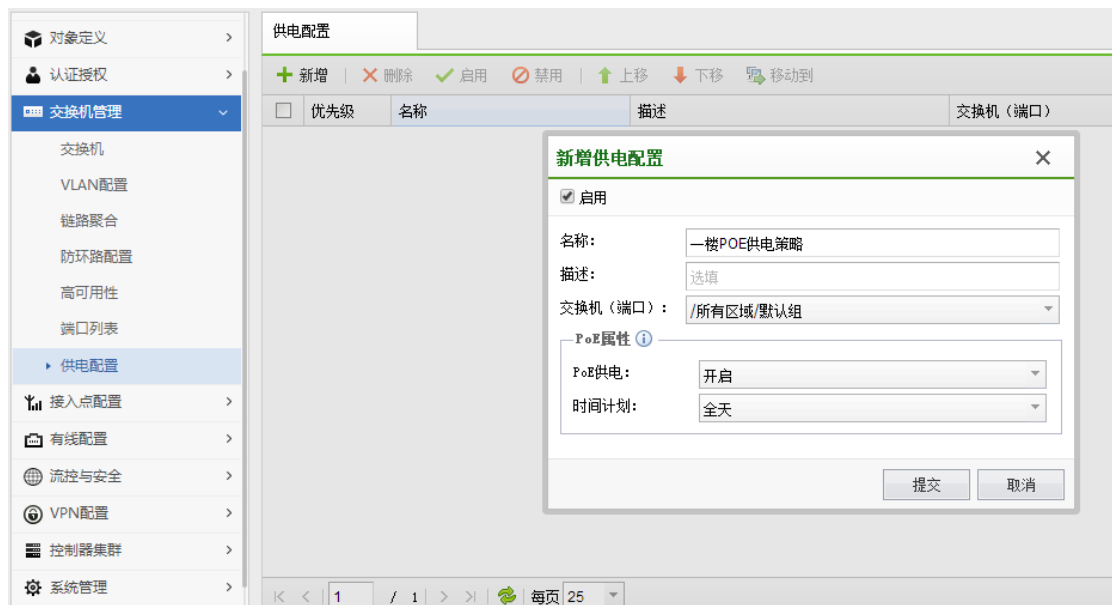 对象定义
认证授权
交换机管理
交换机
VLAN配置
链路聚合
防环路配置
高可用性
端口列表
供电配置
接入点配置
有线配置
流控与安全
VPN配置
控制器集群
系统管理
供电配置
新增 删除 启用 禁用 上移 下移 移动到
优先级 名称 描述 交换机（端口）
新增供电配置
启用
名称： 一楼POE供电策略
描述： 选填
交换机（端口）： /所有区域/默认组
PoE属性
PoE供电： 开启
时间计划： 全天
提交 取消
1 / 1 每页 25